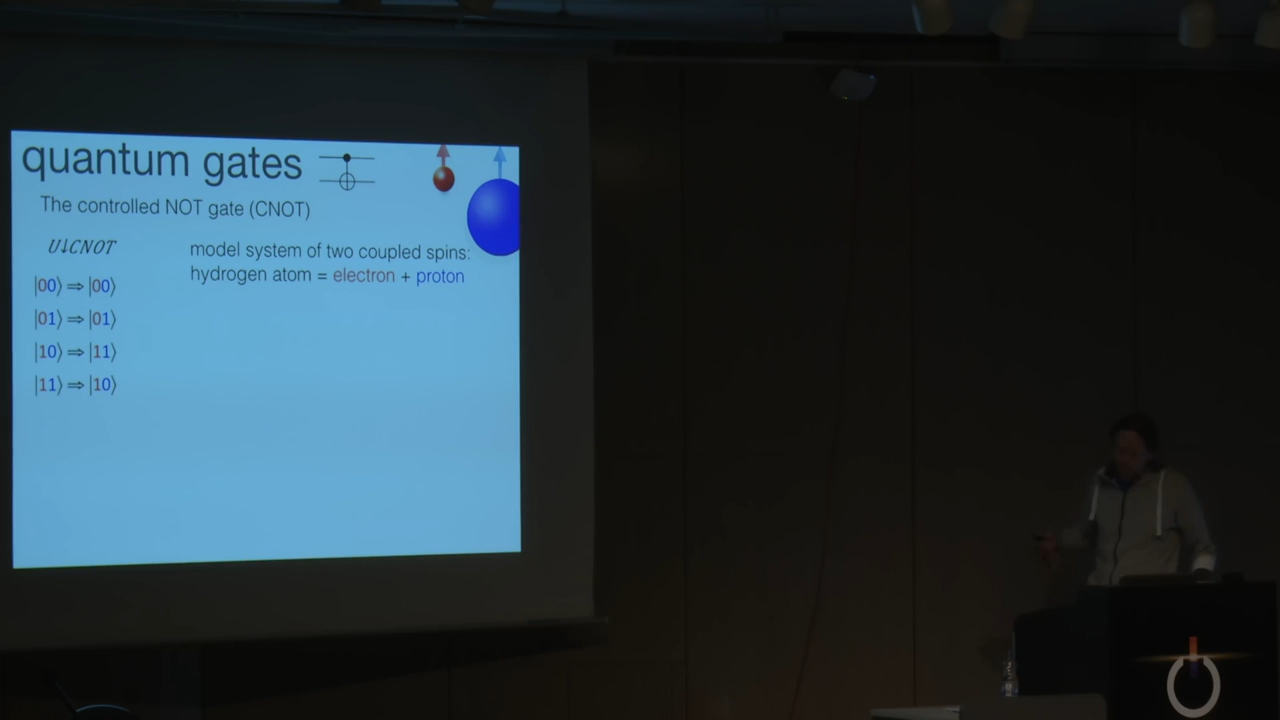 quantum gates
The controlled NOT gate (CNOT)
U↓CNOT
|00⟩ ⇒ |00⟩
|01⟩ ⇒ |01⟩
|10⟩ ⇒ |11⟩
|11⟩ ⇒ |10⟩
model system of two coupled spins:
hydrogen atom = electron + proton